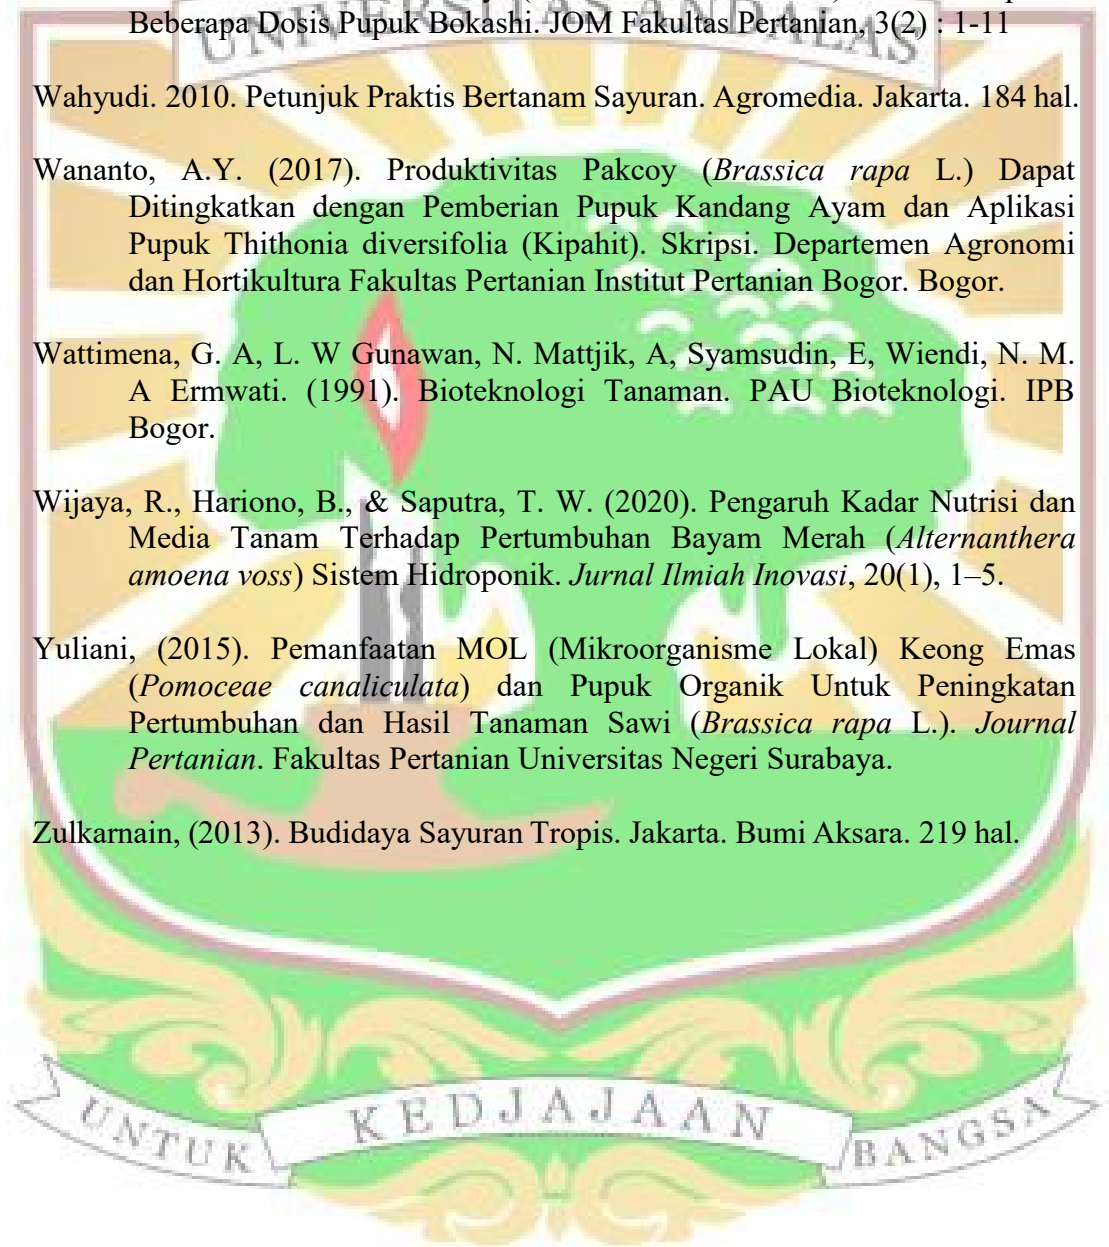 Beberapa Dosis Pupuk Bokashi. JOM Fakultas Pertanian, 3(2) : 1-11
UNIVERSITAS ANDALAS
Wahyudi. 2010. Petunjuk Praktis Bertanam Sayuran. Agromedia. Jakarta. 184 hal.
Wananto, A.Y. (2017). Produktivitas Pakcoy (Brassica rapa L.) Dapat
Ditingkatkan dengan Pemberian Pupuk Kandang Ayam dan Aplikasi
Pupuk Thithonia diversifolia (Kipahit). Skripsi. Departemen Agronomi
dan Hortikultura Fakultas Pertanian Institut Pertanian Bogor. Bogor.
Wattimena, G. A, L. W Gunawan, N. Mattjik, A, Syamsudin, E, Wiendi, N. M.
A Ermwati. (1991). Bioteknologi Tanaman. PAU Bioteknologi. IPB
Bogor.
Wijaya, R., Hariono, B., & Saputra, T. W. (2020). Pengaruh Kadar Nutrisi dan
Media Tanam Terhadap Pertumbuhan Bayam Merah (Alternanthera
amoena voss) Sistem Hidroponik. Jurnal Ilmiah Inovasi, 20(1), 1–5.
Yuliani, (2015). Pemanfaatan MOL (Mikroorganisme Lokal) Keong Emas
(Pomoceae canaliculata) dan Pupuk Organik Untuk Peningkatan
Pertumbuhan dan Hasil Tanaman Sawi (Brassica rapa L.). Journal
Pertanian. Fakultas Pertanian Universitas Negeri Surabaya.
Zulkarnain, (2013). Budidaya Sayuran Tropis. Jakarta. Bumi Aksara. 219 hal.
UNTUK KEDJAJAAN BANGSA